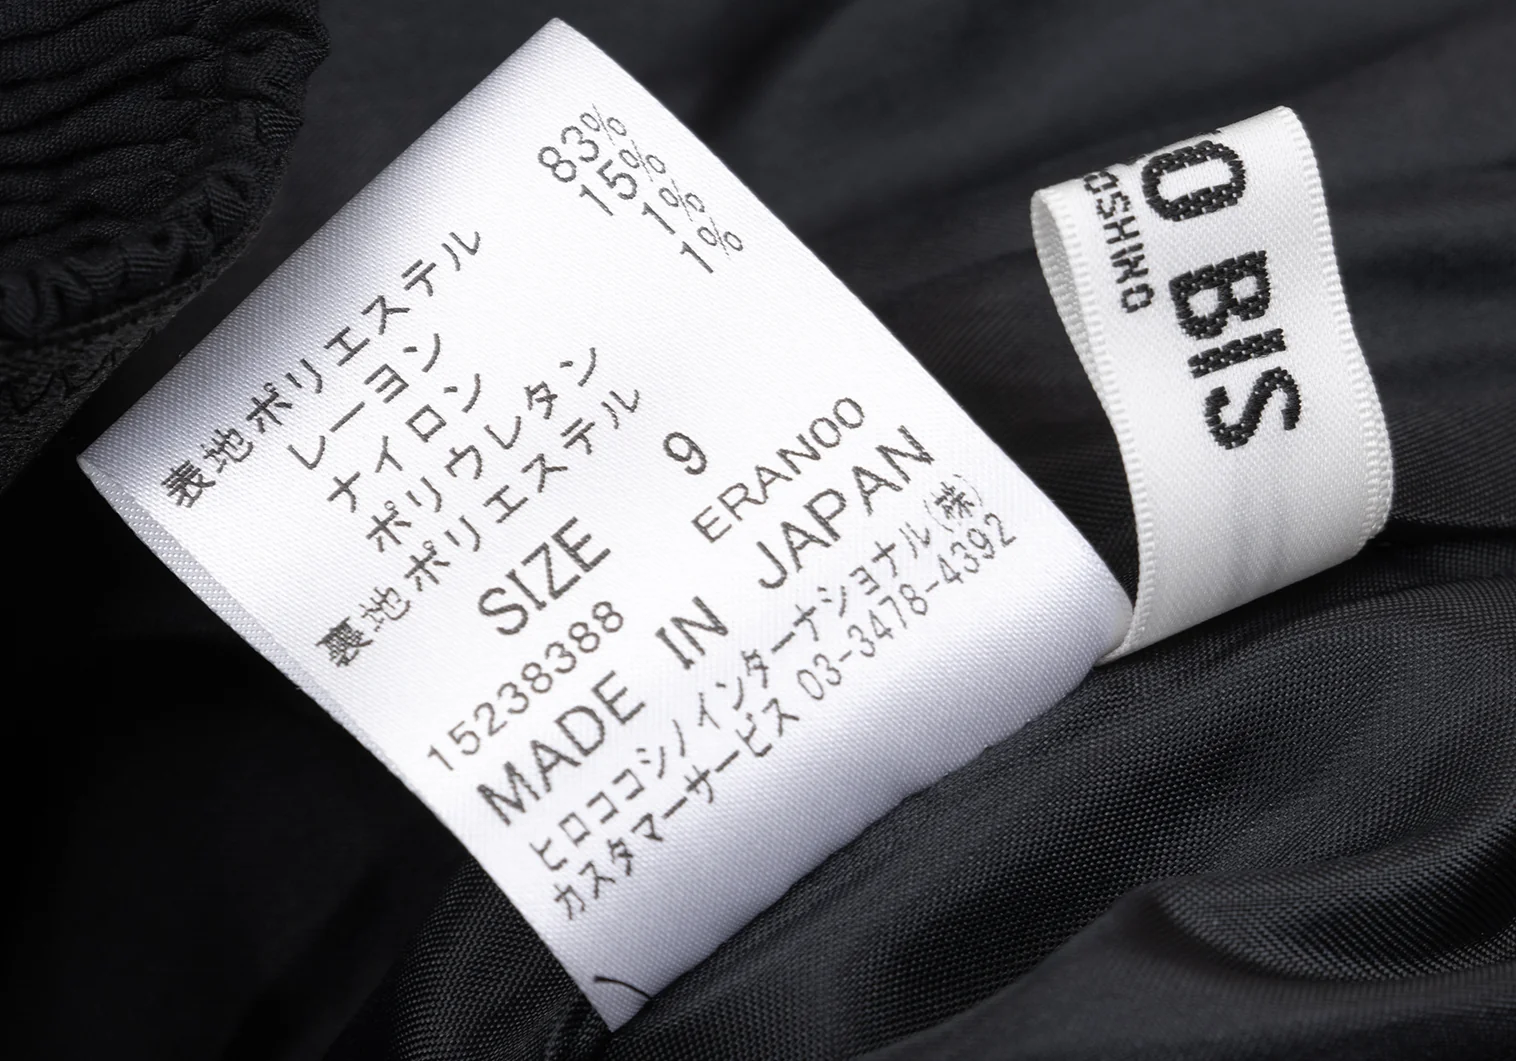 表地ポリエステル 83%
レーヨン 15%
ナイロン 1%
ポリウレタン 1%
裏地ポリエステル
SIZE 9
15238388 ERANOO
MADE IN JAPAN
ヒロココシノインターナショナル(株)
カスタマーサービス 03-3478-4392
O BIS
OSHINO